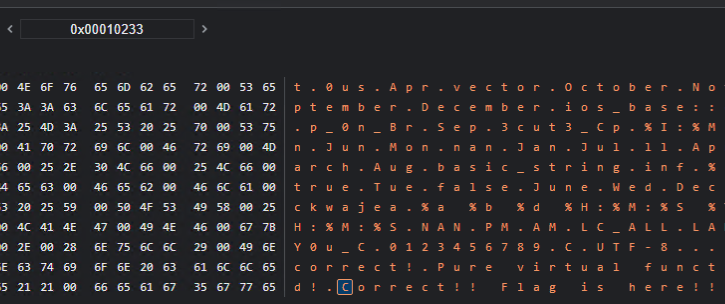 < 0x00010233 >
0 4E 6F 76 65 6D 62 65 72 00 53 65 t.0us.Apr.vector.October.No
5 3A 3A 63 6C 65 61 72 00 4D 61 72 ptember.December.ios_base::
A 25 4D 3A 25 53 20 25 70 00 53 75 .p_0n_Br.Sep.3cut3_Cp.%I:%M
0 41 70 72 69 6C 00 46 72 69 00 4D n.Jun.Mon.nan.Jan.Jul.ll.Ap
6 00 25 2E 30 4C 66 00 25 4C 66 00 arch.Aug.basic_string.inf.%
4 65 63 00 46 65 62 00 46 6C 61 00 true.Tue.false.June.Wed.Dec
3 20 25 59 00 50 4F 53 49 58 00 25 ckwajea.%a %b %d %H:%M:%S %
0 4C 41 4E 47 00 49 4E 46 00 67 7B H:%M:%S.NAN.PM.AM.LC_ALL.LA
0 2E 00 28 6E 75 6C 6C 29 00 49 6E Y0u_C.0123456789.C.UTF-8...
E 63 74 69 6F 6E 20 63 61 6C 6C 65 correct!.Pure virtual funct
5 21 21 00 66 65 61 67 35 67 77 65 d!.Correct!! Flag is here!!